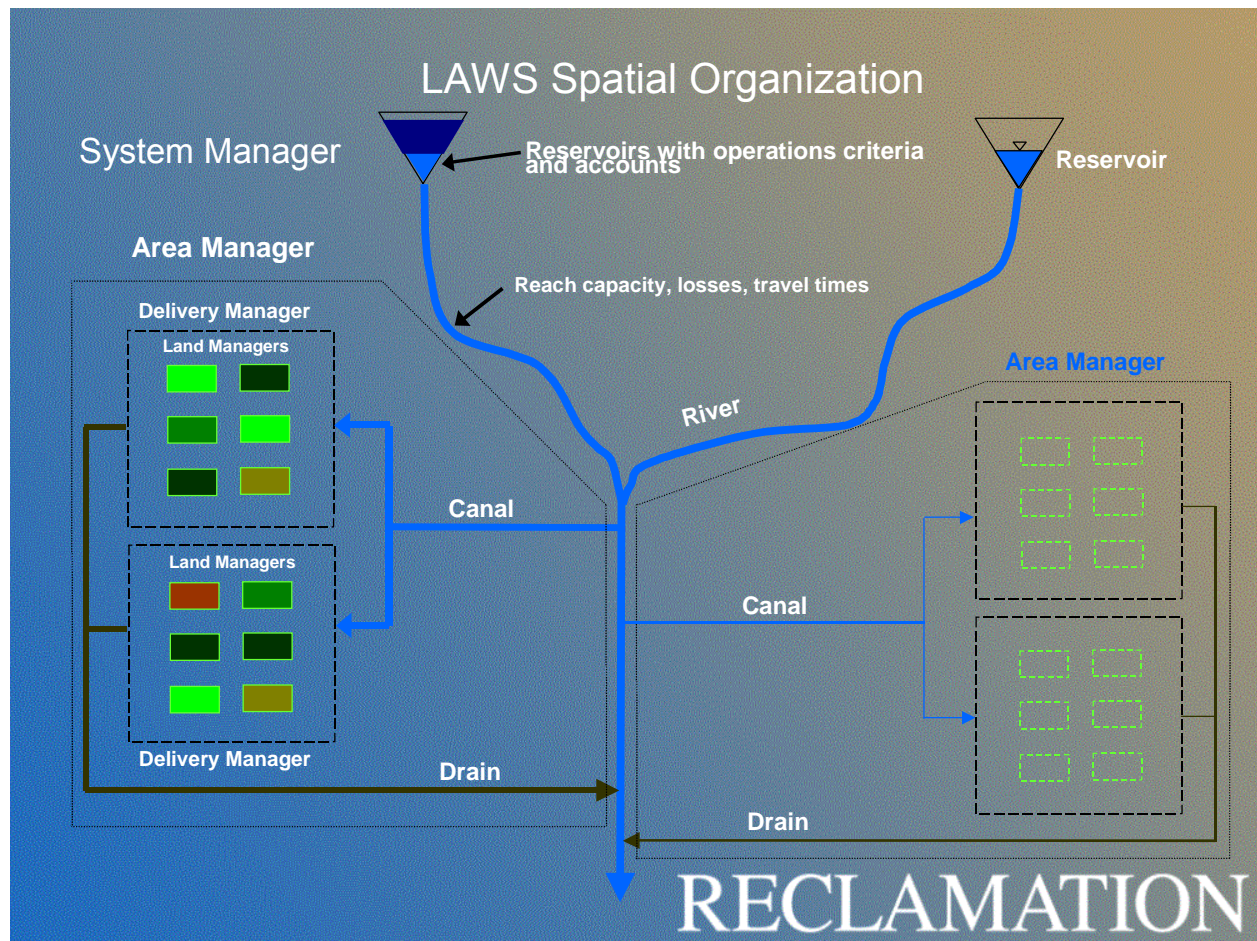 LAWS Spatial Organization
System Manager
Reservoirs with operations criteria
and accounts
Reservoir
Area Manager
Reach capacity, losses, travel times
Delivery Manager
Land Managers
Area Manager
River
Canal
Land Managers
Canal
Delivery Manager
Drain
Drain
RECLAMATION